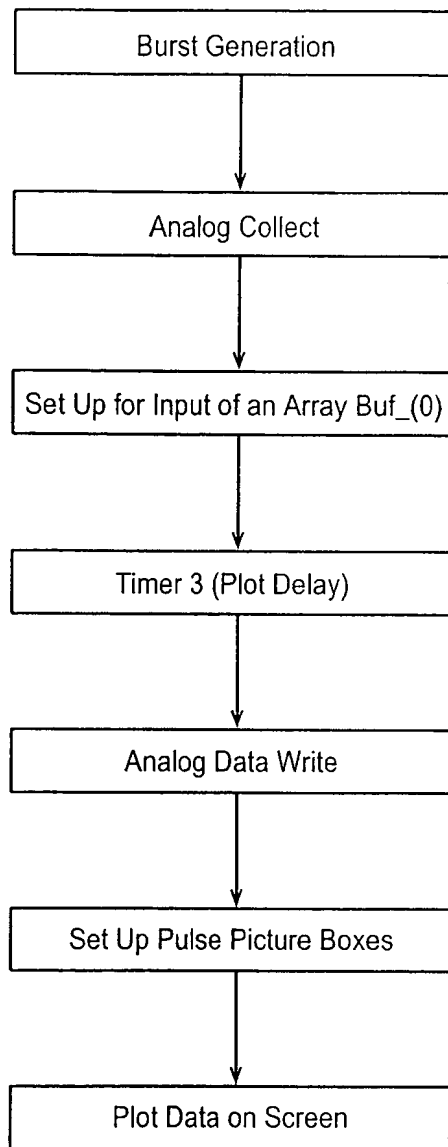 Burst Generation
Analog Collect
Set Up for Input of an Array Buf_(0)
Timer 3 (Plot Delay)
Analog Data Write
Set Up Pulse Picture Boxes
Plot Data on Screen